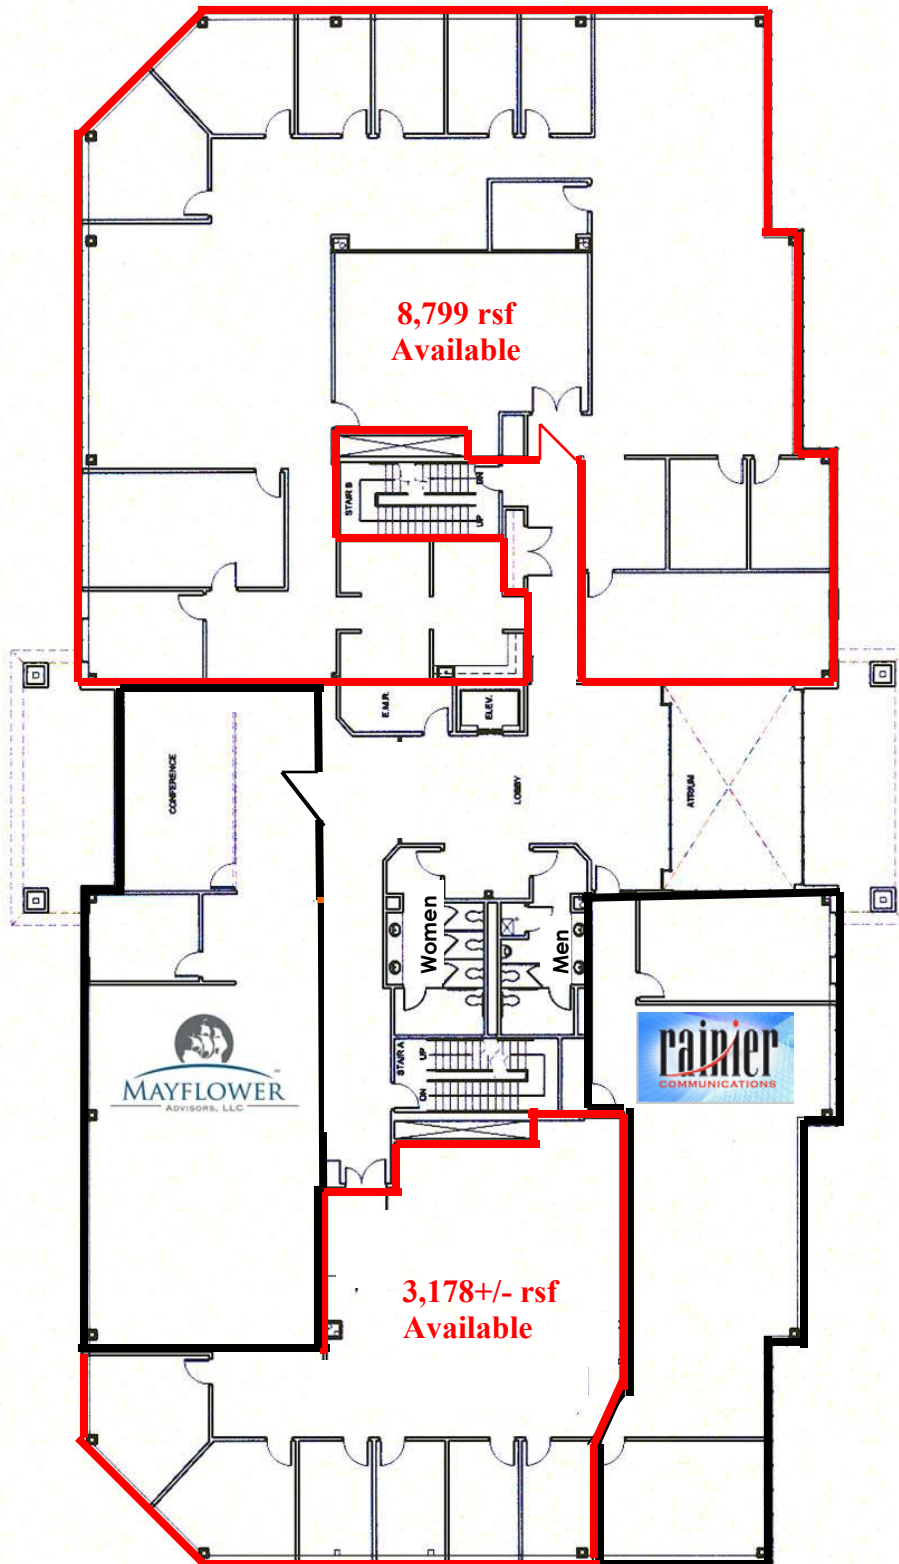 8,799 rsf
Available
STAIR B
DN
UP
E.M.R.
ELEV.
CONFERENCE
LOBBY
ATRIUM
Women
Men
STAIR A
UP
DN
MAYFLOWER
ADVISORS, LLC
rainier
COMMUNICATIONS
3,178+/- rsf
Available